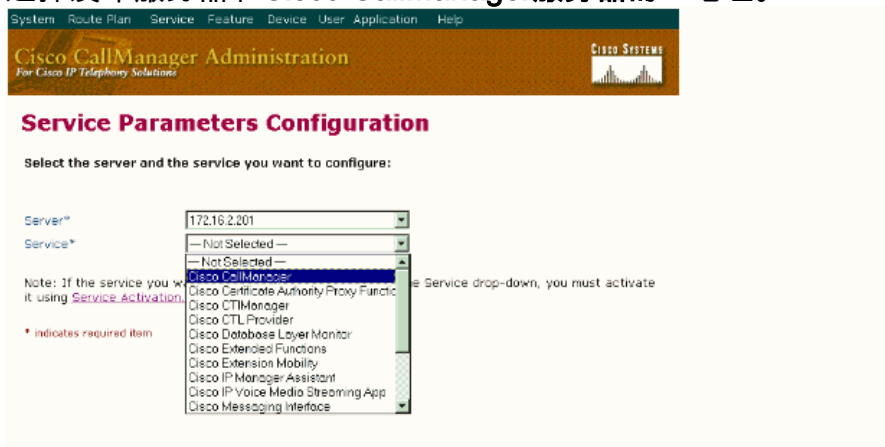 Cisco CallManager
System Route Plan Service Feature Device User Application Help
Cisco CallManager Administration
For Cisco IP Telephony Solutions
CISCO SYSTEMS
Service Parameters Configuration
Select the server and the service you want to configure:
Server* 172.16.2.201
Service* — Not Selected —
— Not Selected —
Cisco CallManager
Cisco Certificate Authority Proxy Functic
Cisco CTIManager
Cisco CTL Provider
Cisco Database Layer Monitor
Cisco Extended Functions
Cisco Extension Mobility
Cisco IP Manager Assistant
Cisco IP Voice Media Streaming App
Cisco Messaging Interface
Note: If the service you w e Service drop-down, you must activate
it using Service Activation.
* indicates required item